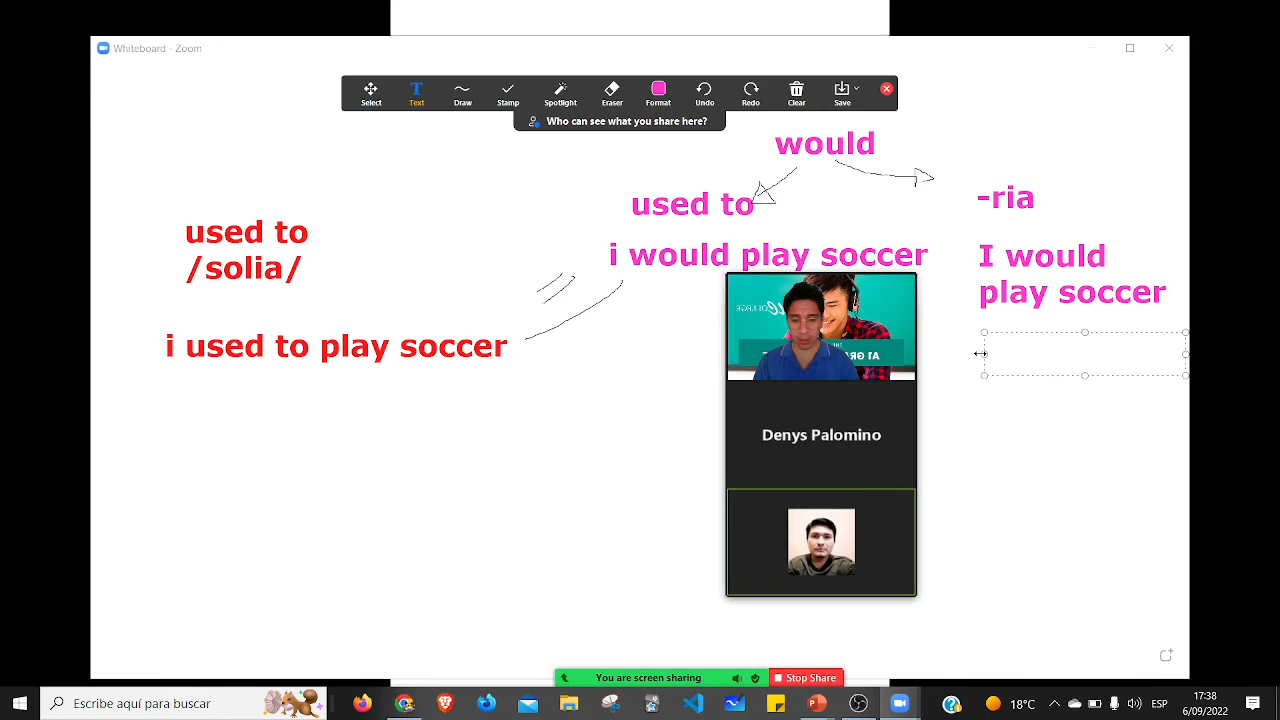 Whiteboard - Zoom
Select
Text
Draw
Stamp
Spotlight
Eraser
Format
Undo
Redo
Clear
Save
Who can see what you share here?
would
used to
-ria
i would play soccer
I would
play soccer
used to
/solia/
i used to play soccer
Denys Palomino
You are screen sharing
Stop Share
Escribe aquí para buscar
18°C
ESP
17:38
6/09/2022